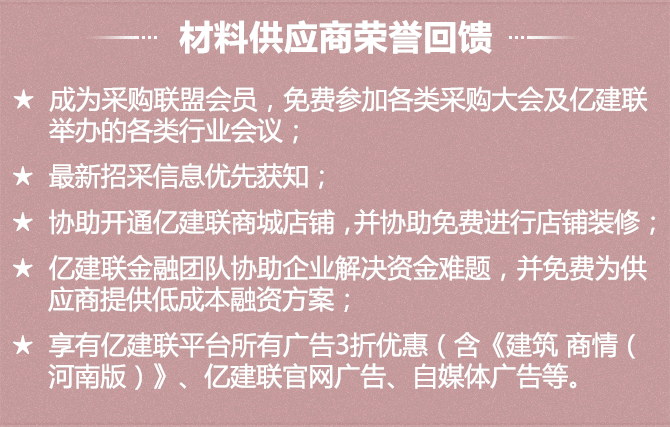 材料供应商荣誉回馈
★ 成为采购联盟会员，免费参加各类采购大会及亿建联
举办的各类行业会议；
★ 最新招采信息优先获知；
★ 协助开通亿建联商城店铺，并协助免费进行店铺装修；
★ 亿建联金融团队协助企业解决资金难题，并免费为供
应商提供低成本融资方案；
★ 享有亿建联平台所有广告3折优惠（含《建筑 商情（
河南版）》、亿建联官网广告、自媒体广告等。